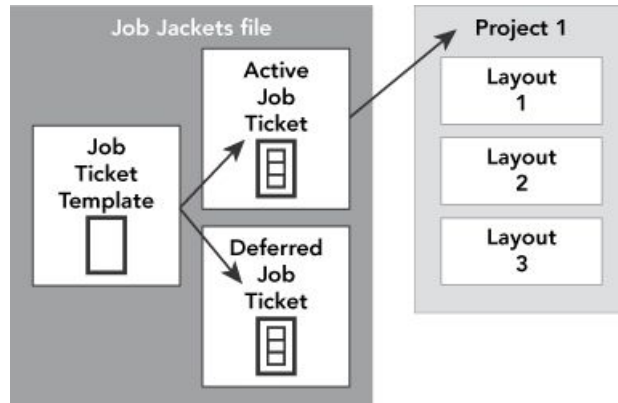 Job Jackets file
Job
Ticket
Template
Active
Job
Ticket
Deferred
Job
Ticket
Project 1
Layout
1
Layout
2
Layout
3